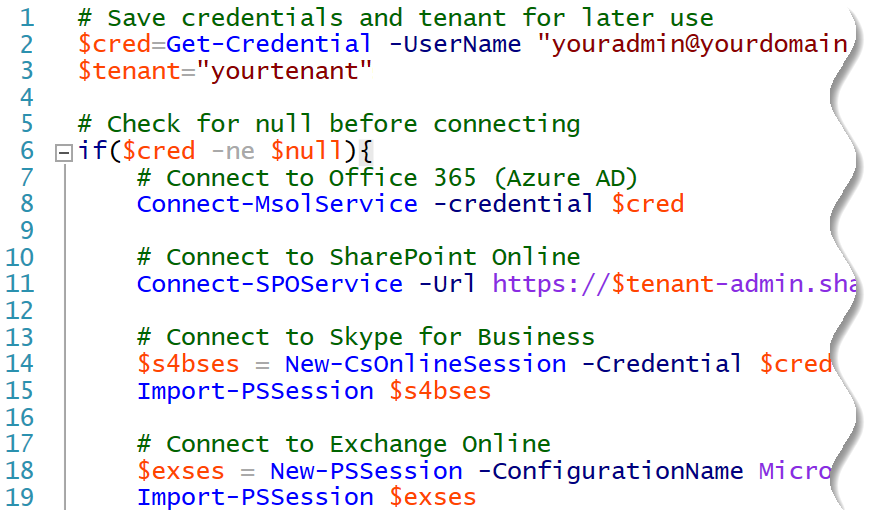 1 # Save credentials and tenant for later use
2 $cred=Get-Credential -UserName "youradmin@yourdomain
3 $tenant="yourtenant"
4
5 # Check for null before connecting
6 if($cred -ne $null){
7 # Connect to Office 365 (Azure AD)
8 Connect-MsolService -credential $cred
9
10 # Connect to SharePoint Online
11 Connect-SPOService -Url https://$tenant-admin.sha
12
13 # Connect to Skype for Business
14 $s4bses = New-CsOnlineSession -Credential $cred
15 Import-PSSession $s4bses
16
17 # Connect to Exchange Online
18 $exses = New-PSSession -ConfigurationName Micro
19 Import-PSSession $exses